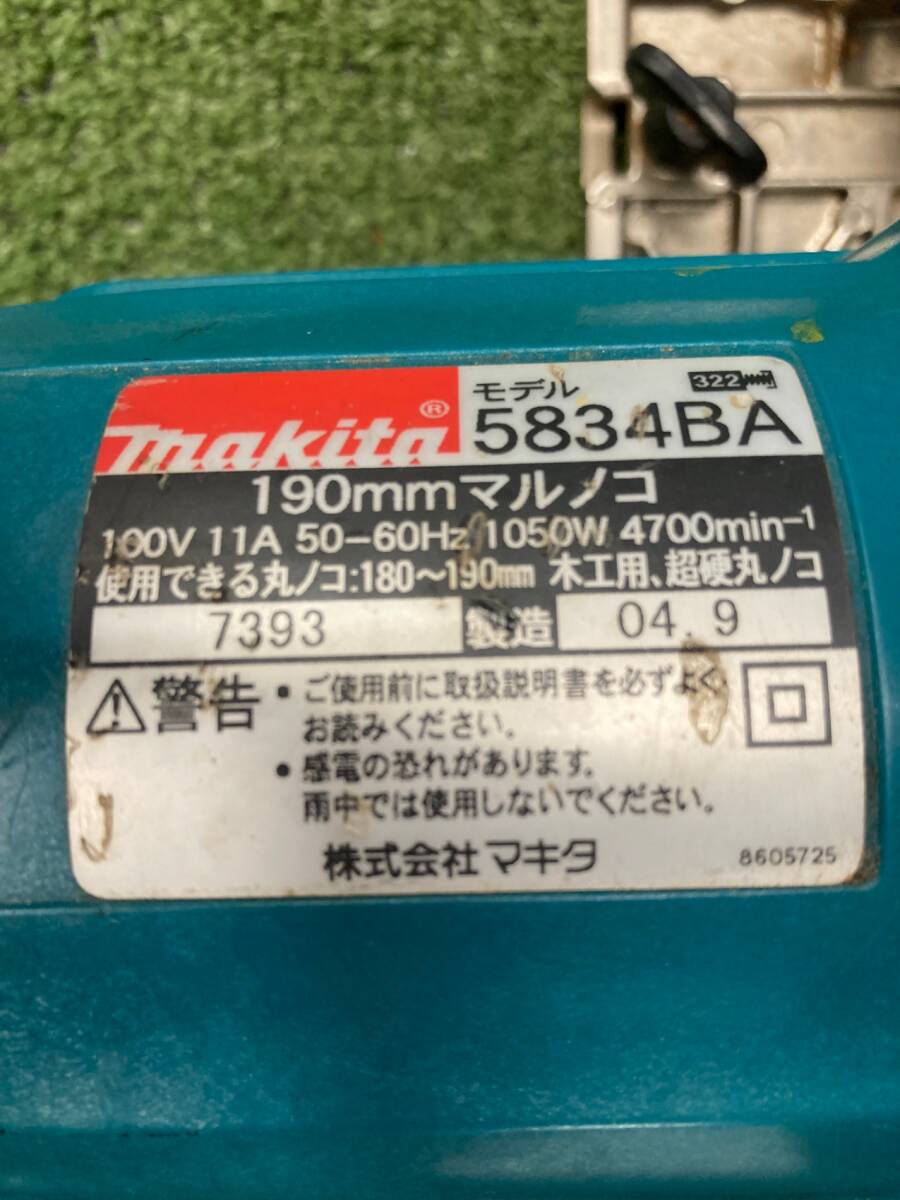 makita®
モデル 322
5834BA
190mmマルノコ
100V 11A 50-60Hz 1050W 4700min⁻¹
使用できる丸ノコ:180~190mm 木工用、超硬丸ノコ
7393 製造 04. 9
警告 • ご使用前に取扱説明書を必ずよく
お読みください。
• 感電の恐れがあります。
雨中では使用しないでください。
株式会社マキタ 8605725